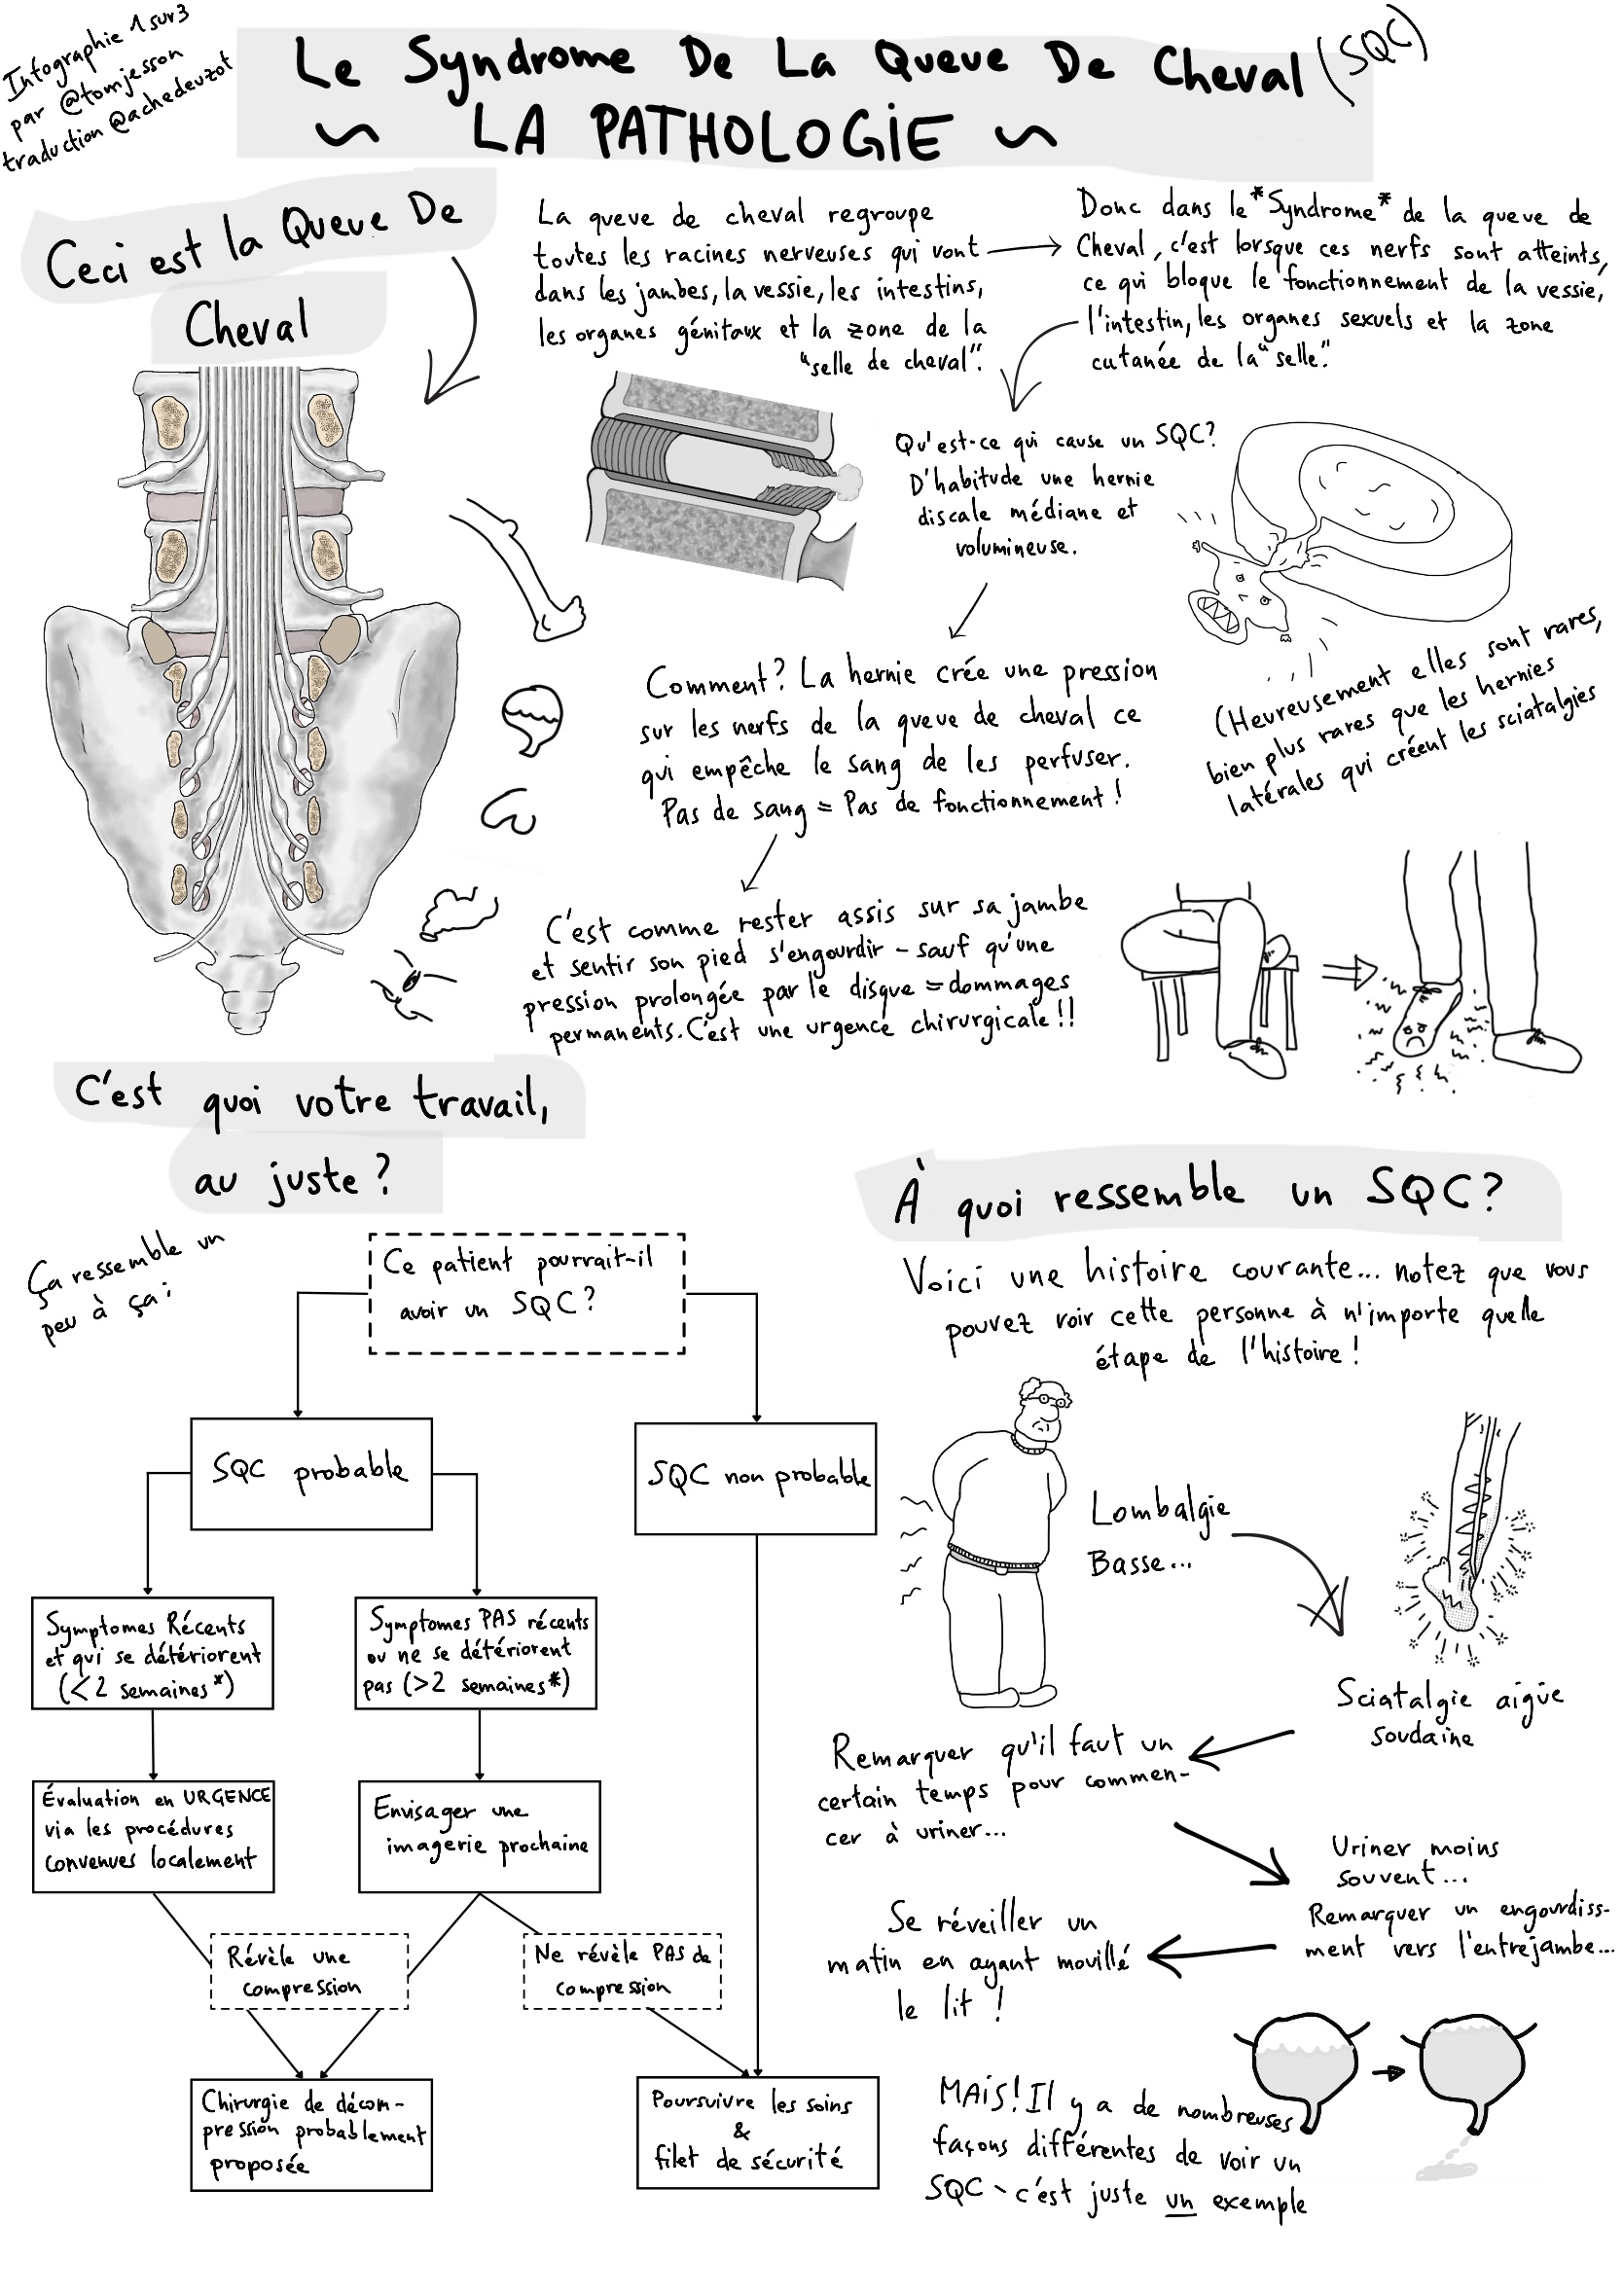 Infographie 1 sur 3
par @tomjesson
traduction @achedeuzot
Le Syndrome De La Queue De Cheval (SQC)
~ LA PATHOLOGIE ~
Ceci est la Queue De
Cheval
La queue de cheval regroupe
toutes les racines nerveuses qui vont
dans les jambes, la vessie, les intestins,
les organes génitaux et la zone de la
"selle de cheval".
Donc dans le *Syndrome* de la queue de
Cheval, c'est lorsque ces nerfs sont atteints,
ce qui bloque le fonctionnement de la vessie,
l'intestin, les organes sexuels et la zone
cutanée de la "selle".
Qu'est-ce qui cause un SQC?
D'habitude une hernie
discale médiane et
volumineuse.
(Heureusement elles sont rares,
bien plus rares que les hernies
latérales qui créent les sciatalgies
Comment? La hernie crée une pression
sur les nerfs de la queue de cheval ce
qui empêche le sang de les perfuser.
Pas de sang = Pas de fonctionnement!
C'est comme rester assis sur sa jambe
et sentir son pied s'engourdir - sauf qu'une
pression prolongée par le disque = dommages
permanents. C'est une urgence chirurgicale!!
C'est quoi votre travail,
au juste?
Ça ressemble un
peu à ça:
Ce patient pourrait-il
avoir un SQC?
SQC probable
SQC non probable
Symptomes Récents
et qui se détériorent
(<2 semaines*)
Symptomes PAS récents
ou ne se détériorent
pas (>2 semaines*)
Évaluation en URGENCE
via les procédures
convenues localement
Envisager une
imagerie prochaine
Révèle une
compression
Ne révèle PAS de
compression
Chirurgie de décom-
pression probablement
proposée
Poursuivre les soins
&
filet de sécurité
À quoi ressemble un SQC?
Voici une histoire courante... notez que vous
pouvez voir cette personne à n'importe quelle
étape de l'histoire!
Lombalgie
Basse...
Sciatalgie aigüe
soudaine
Remarquer qu'il faut un
certain temps pour commen-
cer à uriner...
Uriner moins
souvent...
Remarquer un engourdiss-
ment vers l'entrejambe...
Se réveiller un
matin en ayant mouillé
le lit!
MAIS! Il y a de nombreuses
façons différentes de voir un
SQC - c'est juste un exemple